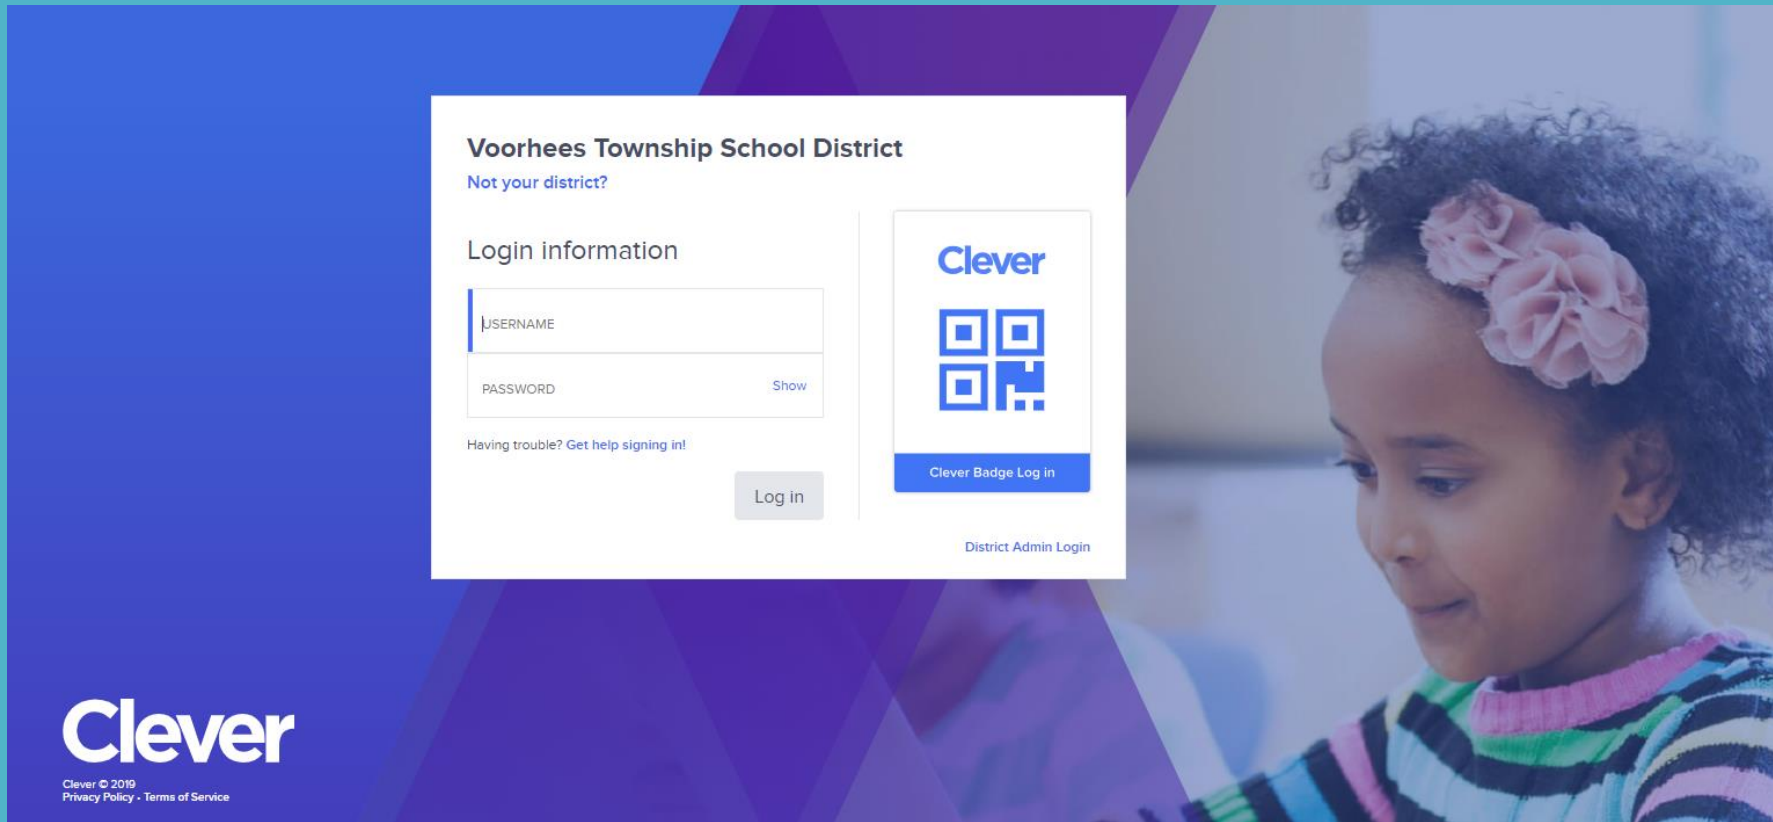 Voorhees Township School District
Not your district?
Login information
USERNAME
PASSWORD
Show
Having trouble? Get help signing in!
Log in
Clever
Clever Badge Log in
District Admin Login
Clever
Clever © 2019
Privacy Policy • Terms of Service